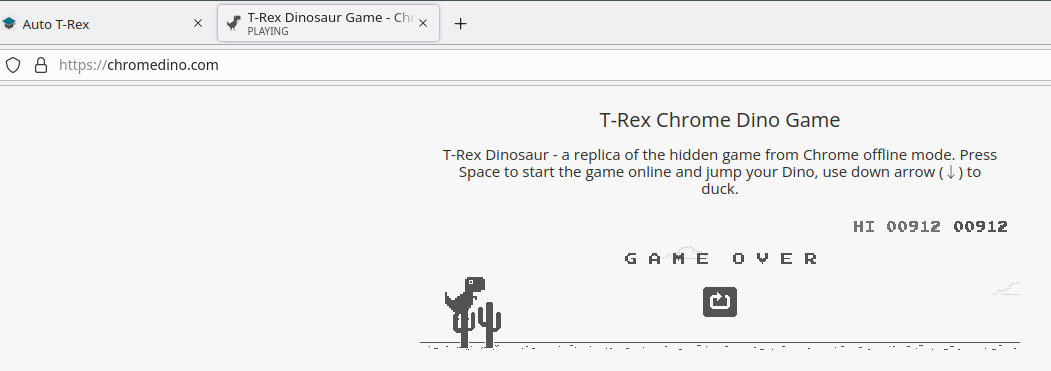 Auto T-Rex
T-Rex Dinosaur Game - Chr
PLAYING
https://chromedino.com
T-Rex Chrome Dino Game
T-Rex Dinosaur - a replica of the hidden game from Chrome offline mode. Press
Space to start the game online and jump your Dino, use down arrow (↓) to
duck.
HI 00912 00912
GAME OVER